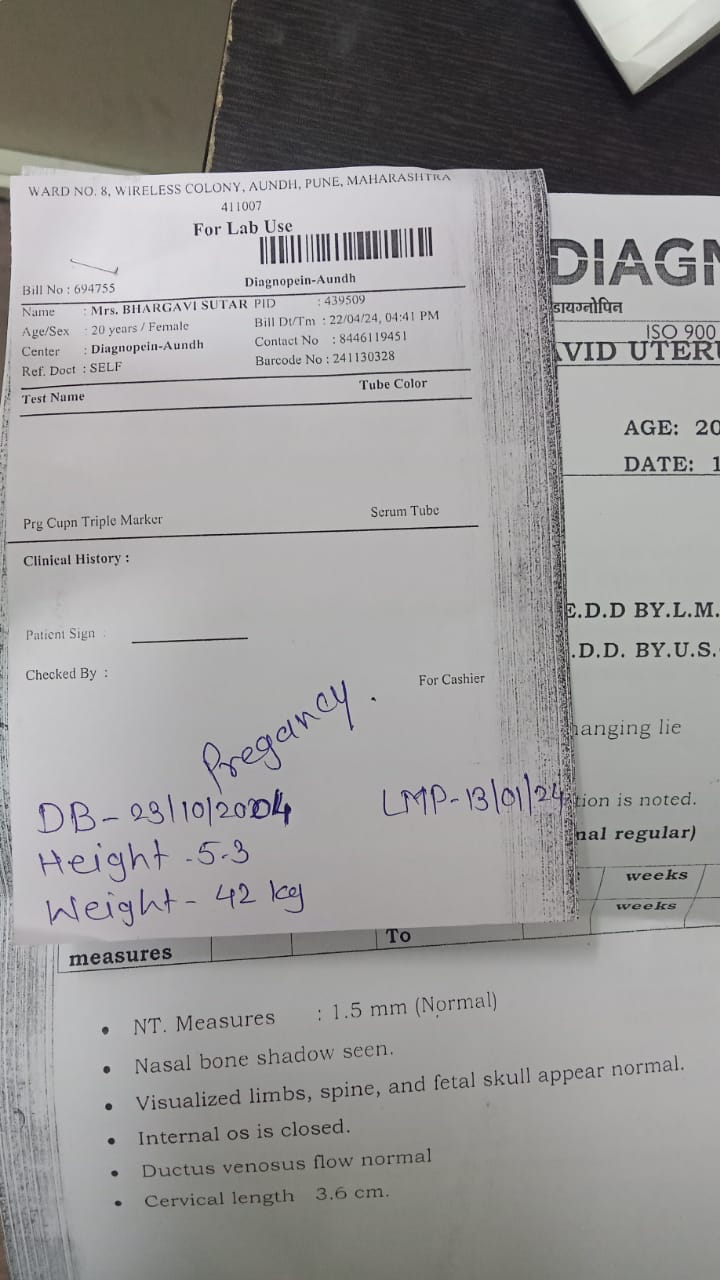 WARD NO. 8, WIRELESS COLONY, AUNDH, PUNE, MAHARASHTRA
411007
For Lab Use
Bill No : 694755 Diagnopein-Aundh
Name : Mrs. BHARGAVI SUTAR PID : 439509
Age/Sex : 20 years / Female Bill Dt/Tm : 22/04/24, 04:41 PM
Center : Diagnopein-Aundh Contact No : 8446119451
Ref. Doct : SELF Barcode No : 241130328
Test Name Tube Color
Prg Cupn Triple Marker Serum Tube
Clinical History :
Patient Sign :
Checked By : For Cashier
Pregancy.
DB - 23/10/2004 LMP - 13/01/24
Height - 5.3
Weight - 42 kg
DIAGN
डायग्नोपिन
ISO 900
AVID UTERU
AGE: 20
DATE: 1
E.D.D BY.L.M.
.D.D. BY.U.S.
hanging lie
tion is noted.
nal regular)
weeks
weeks
measures To
• NT. Measures : 1.5 mm (Normal)
• Nasal bone shadow seen.
• Visualized limbs, spine, and fetal skull appear normal.
• Internal os is closed.
• Ductus venosus flow normal
• Cervical length 3.6 cm.